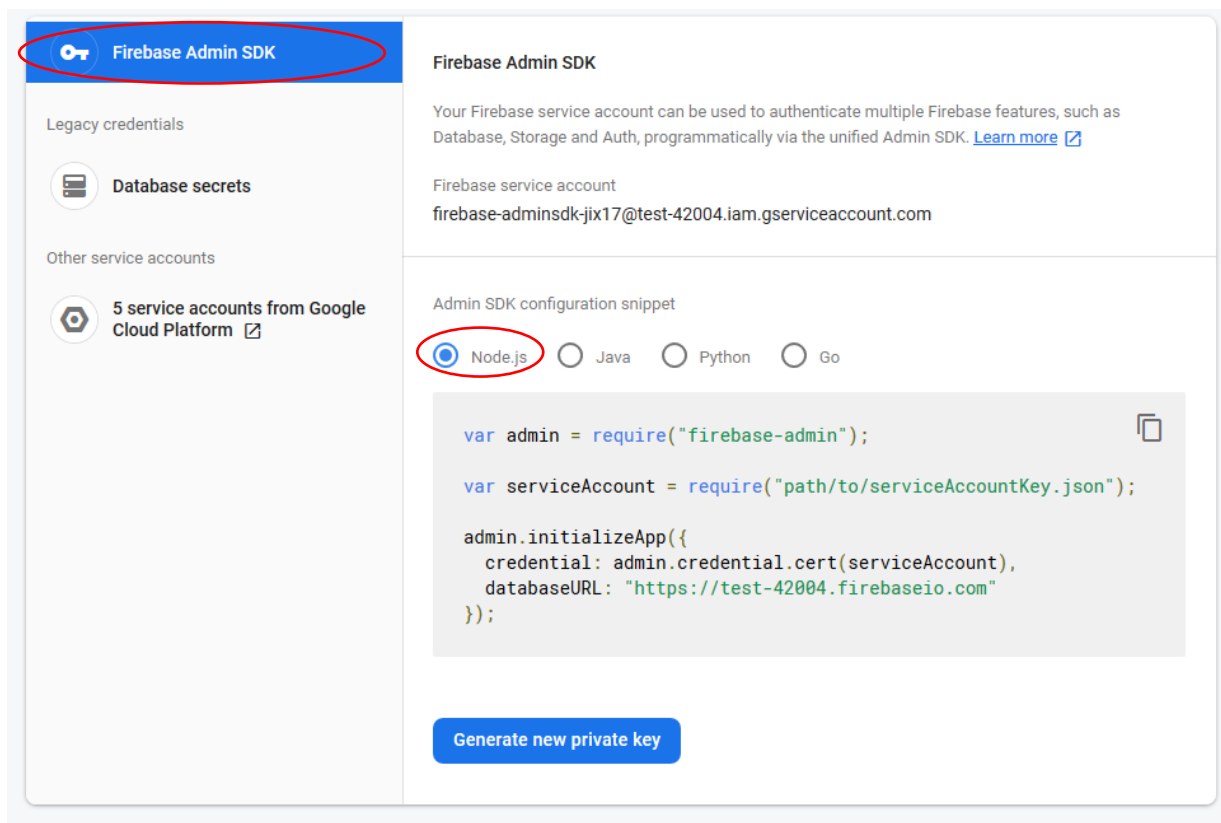 Firebase Admin SDK
Legacy credentials
Database secrets
Other service accounts
5 service accounts from Google
Cloud Platform
Firebase Admin SDK
Your Firebase service account can be used to authenticate multiple Firebase features, such as
Database, Storage and Auth, programmatically via the unified Admin SDK. Learn more
Firebase service account
firebase-adminsdk-jix17@test-42004.iam.gserviceaccount.com
Admin SDK configuration snippet
Node.js Java Python Go
var admin = require("firebase-admin");
var serviceAccount = require("path/to/serviceAccountKey.json");
admin.initializeApp({
  credential: admin.credential.cert(serviceAccount),
  databaseURL: "https://test-42004.firebaseio.com"
});
Generate new private key